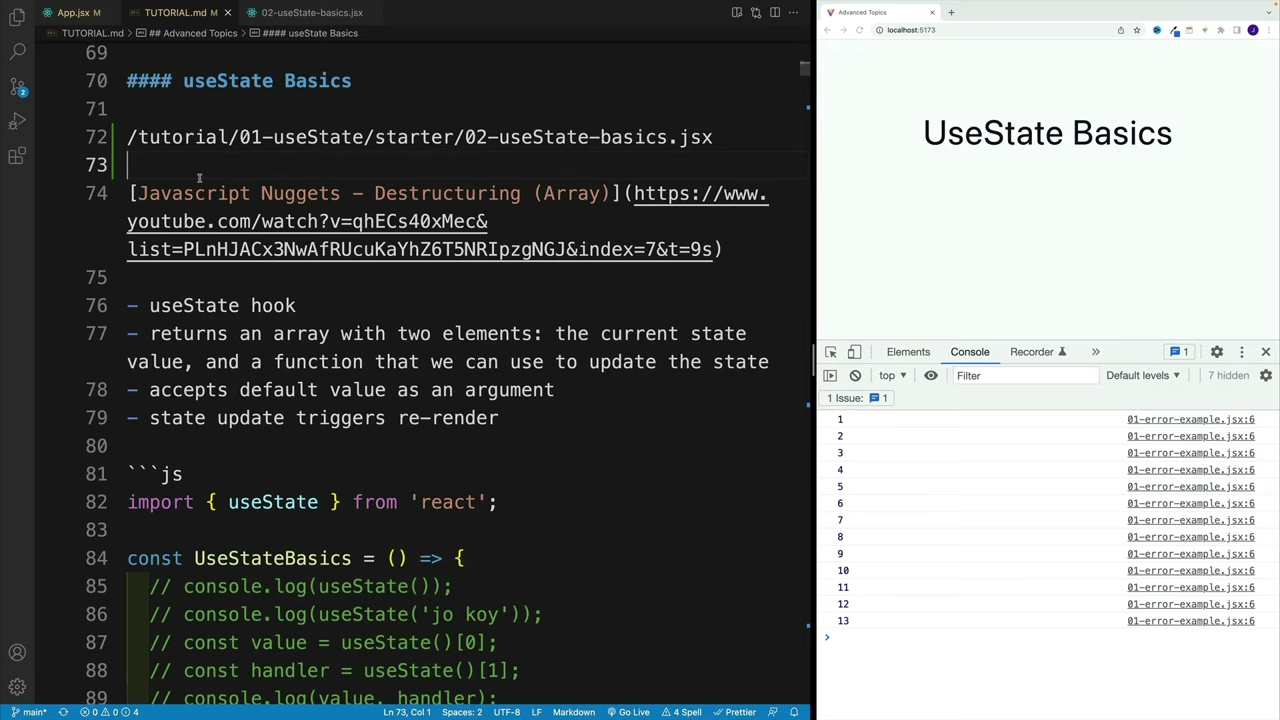 App.jsx M
TUTORIAL.md M ×
02-useState-basics.jsx
TUTORIAL.md > ## Advan > #### useState Basics
69
70 #### useState Basics
71
72 /tutorial/01-useState/starter/02-useState-basics.jsx
73
74 [Javascript Nuggets - Destructuring (Array)](https://www.
youtube.com/watch?v=qhECs40xMec&
list=PLnHJACx3NwAfRUcuKaYhZ6T5NRIpzgNGJ&index=7&t=9s)
75
76 - useState hook
77 - returns an array with two elements: the current state
value, and a function that we can use to update the state
78 - accepts default value as an argument
79 - state update triggers re-render
80
81 ```js
82 import { useState } from 'react';
83
84 const UseStateBasics = () => {
85 // console.log(useState());
86 // console.log(useState('jo koy'));
87 // const value = useState()[0];
88 // const handler = useState()[1];
89 // console.log(value, handler);
2
main*
0 0 4
Ln 73, Col 1
Spaces: 2
UTF-8
LF
Markdown
Go Live
4 Spell
Prettier
Advanced Topics
localhost:5173
J
UseState Basics
Elements
Console
Recorder
»
1
top
Filter
Default levels
7 hidden
1 Issue: 1
1 01-error-example.jsx:6
2 01-error-example.jsx:6
3 01-error-example.jsx:6
4 01-error-example.jsx:6
5 01-error-example.jsx:6
6 01-error-example.jsx:6
7 01-error-example.jsx:6
8 01-error-example.jsx:6
9 01-error-example.jsx:6
10 01-error-example.jsx:6
11 01-error-example.jsx:6
12 01-error-example.jsx:6
13 01-error-example.jsx:6
>